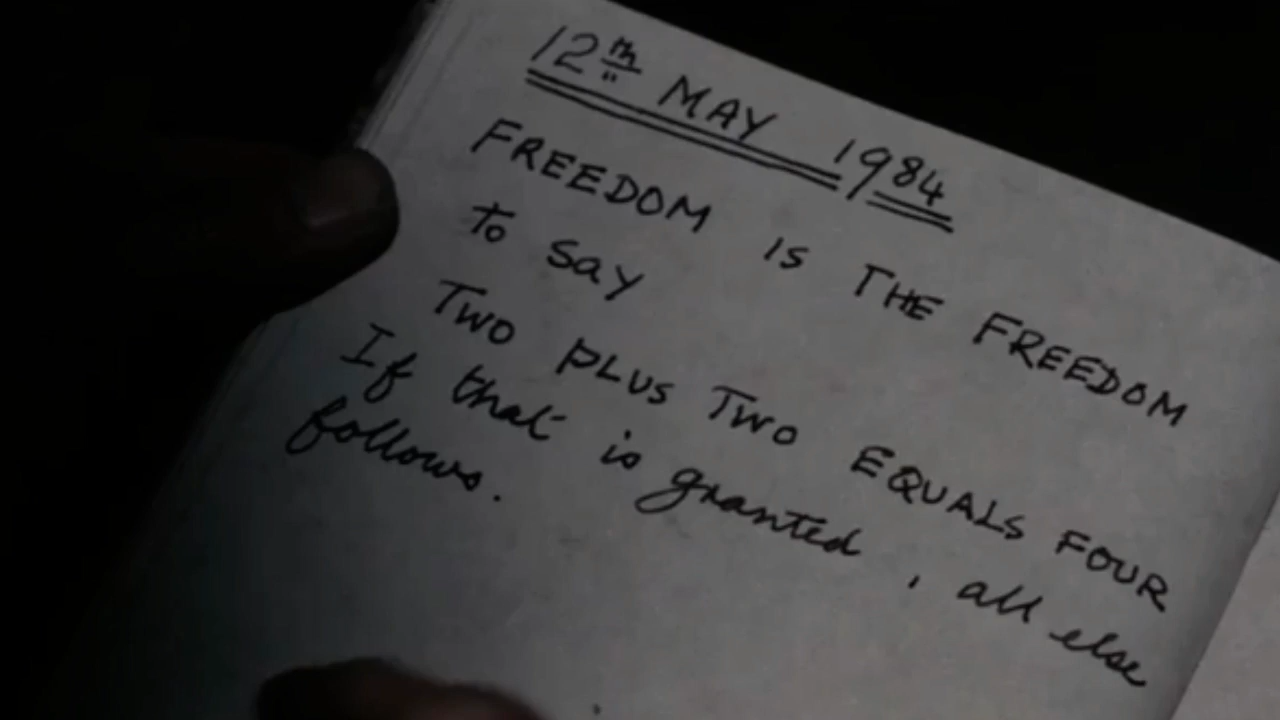 12th MAY 1984
FREEDOM is THE FREEDOM
To say
Two PLUS Two EQUALS FOUR
If that is granted, all else
follows.